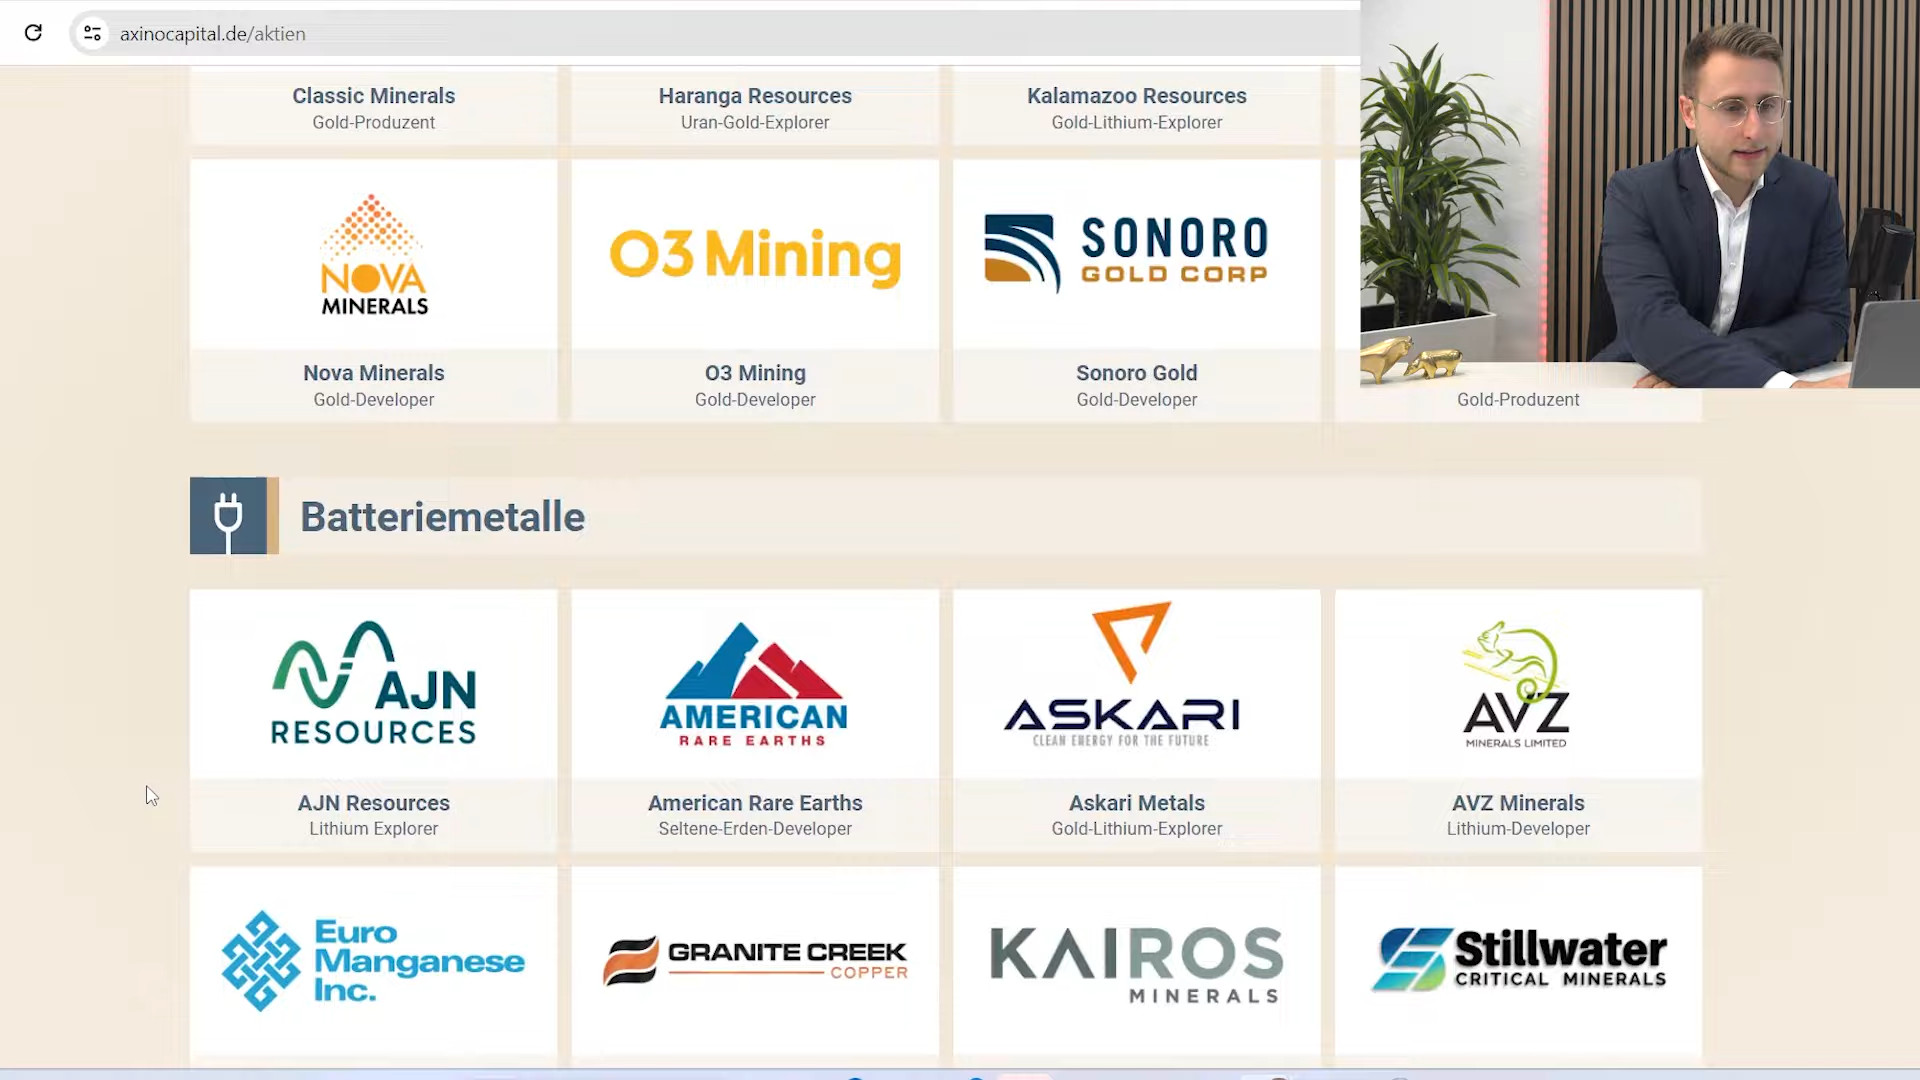 axinocapital.de/aktien
Classic Minerals
Gold-Produzent
Haranga Resources
Uran-Gold-Explorer
Kalamazoo Resources
Gold-Lithium-Explorer
NOVA
MINERALS
O3 Mining
SONORO
GOLD CORP
Nova Minerals
Gold-Developer
O3 Mining
Gold-Developer
Sonoro Gold
Gold-Developer
Gold-Produzent
Batteriemetalle
AJN
RESOURCES
AMERICAN
RARE EARTHS
ASKARI
CLEAN ENERGY FOR THE FUTURE
AVZ
MINERALS LIMITED
AJN Resources
Lithium Explorer
American Rare Earths
Seltene-Erden-Developer
Askari Metals
Gold-Lithium-Explorer
AVZ Minerals
Lithium-Developer
Euro
Manganese
Inc.
GRANITE CREEK
COPPER
KAIROS
MINERALS
Stillwater
CRITICAL MINERALS